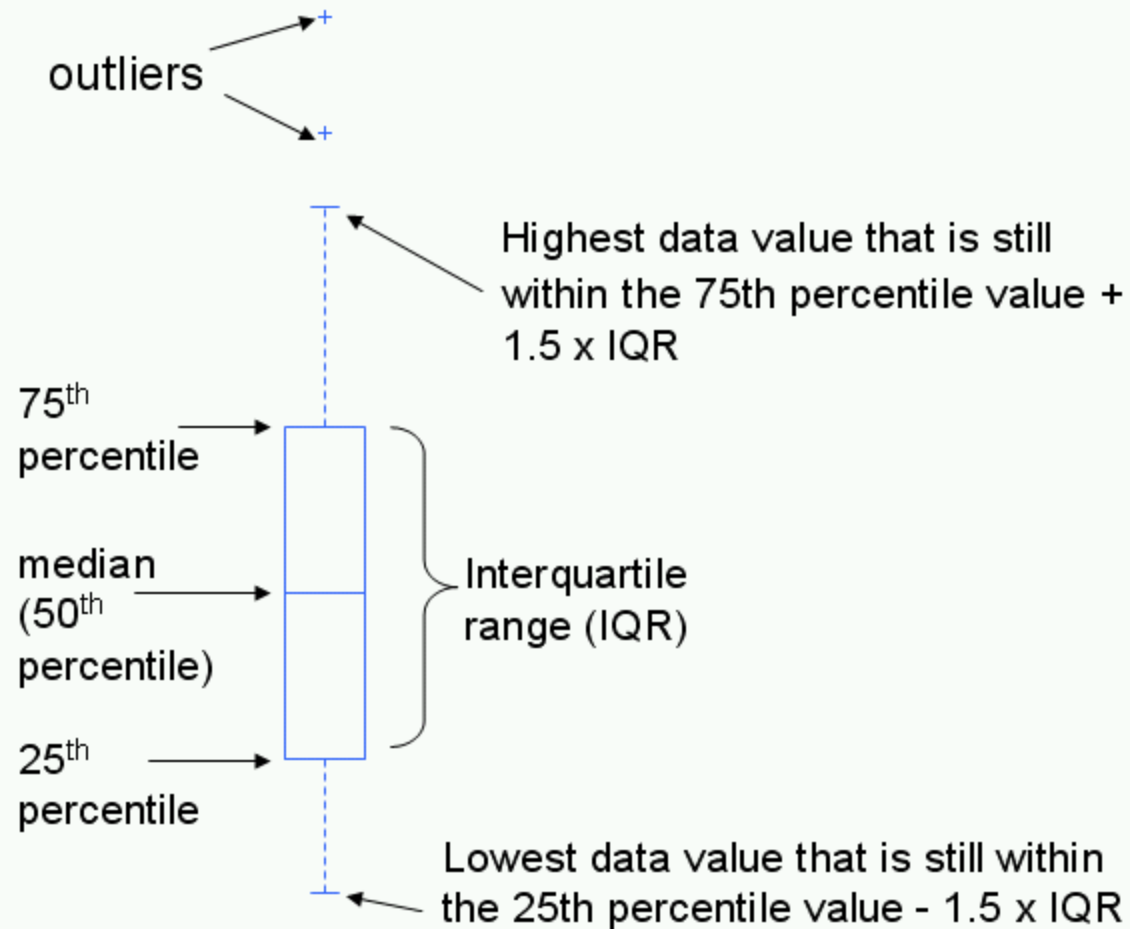 outliers
Highest data value that is still
within the 75th percentile value +
1.5 x IQR
75th
percentile
median
(50th
percentile)
Interquartile
range (IQR)
25th
percentile
Lowest data value that is still within
the 25th percentile value - 1.5 x IQR